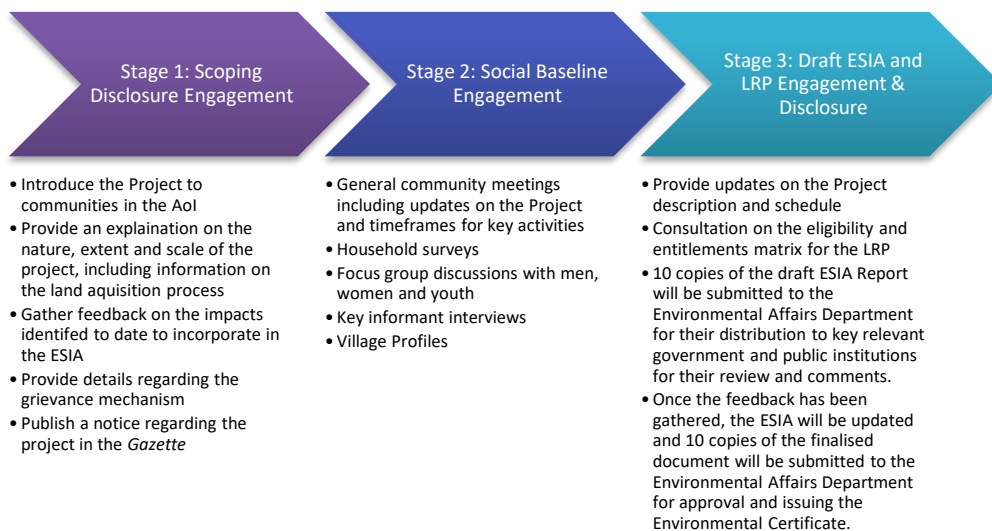 Stage 1: Scoping
Disclosure Engagement
• Introduce the Project to
communities in the AoI
• Provide an explaination on the
nature, extent and scale of the
project, including information on
the land aquisition process
• Gather feedback on the impacts
identifed to date to incorporate in
the ESIA
• Provide details regarding the
grievance mechanism
• Publish a notice regarding the
project in the Gazette
Stage 2: Social Baseline
Engagement
• General community meetings
including updates on the Project
and timeframes for key activities
• Household surveys
• Focus group discussions with men,
women and youth
• Key informant interviews
• Village Profiles
Stage 3: Draft ESIA and
LRP Engagement &
Disclosure
• Provide updates on the Project
description and schedule
• Consultation on the eligibility and
entitlements matrix for the LRP
• 10 copies of the draft ESIA Report
will be submitted to the
Environmental Affairs Department
for their distribution to key relevant
government and public institutions
for their review and comments.
• Once the feedback has been
gathered, the ESIA will be updated
and 10 copies of the finalised
document will be submitted to the
Environmental Affairs Department
for approval and issuing the
Environmental Certificate.